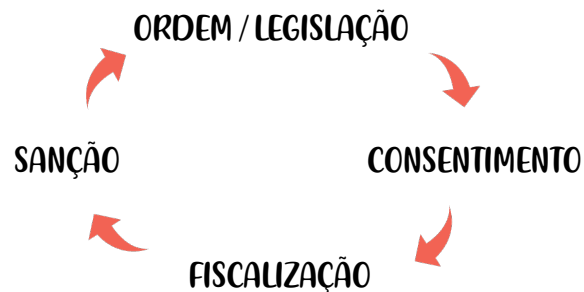 ORDEM / LEGISLAÇÃO
SANÇÃO
CONSENTIMENTO
FISCALIZAÇÃO